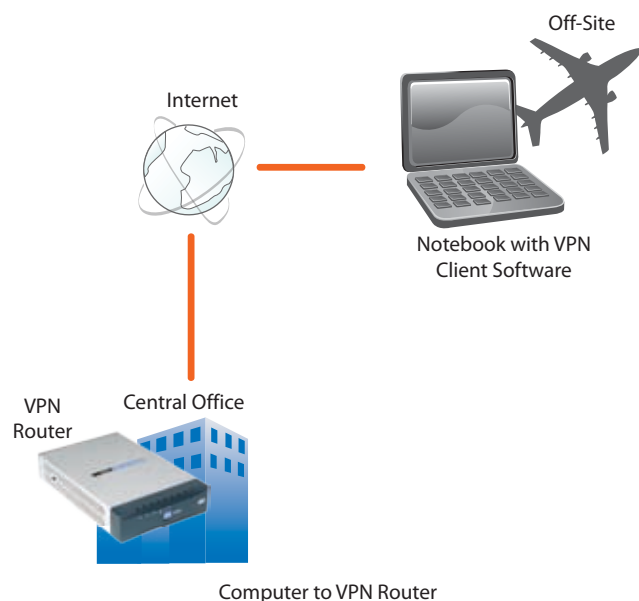 Off-Site
Internet
Notebook with VPN
Client Software
VPN
Router
Central Office
Computer to VPN Router